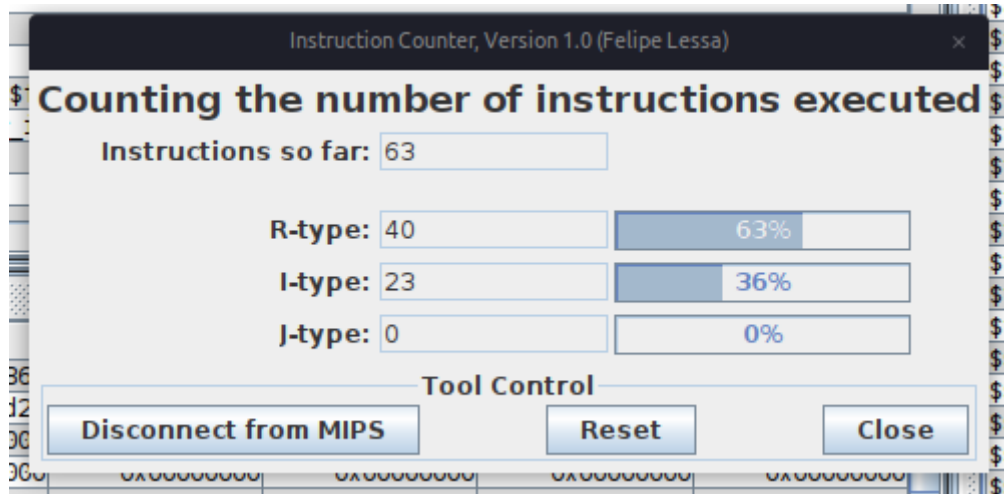 Instruction Counter, Version 1.0 (Felipe Lessa)
Counting the number of instructions executed
Instructions so far: 63
R-type: 40 63%
I-type: 23 36%
J-type: 0 0%
Tool Control
Disconnect from MIPS Reset Close